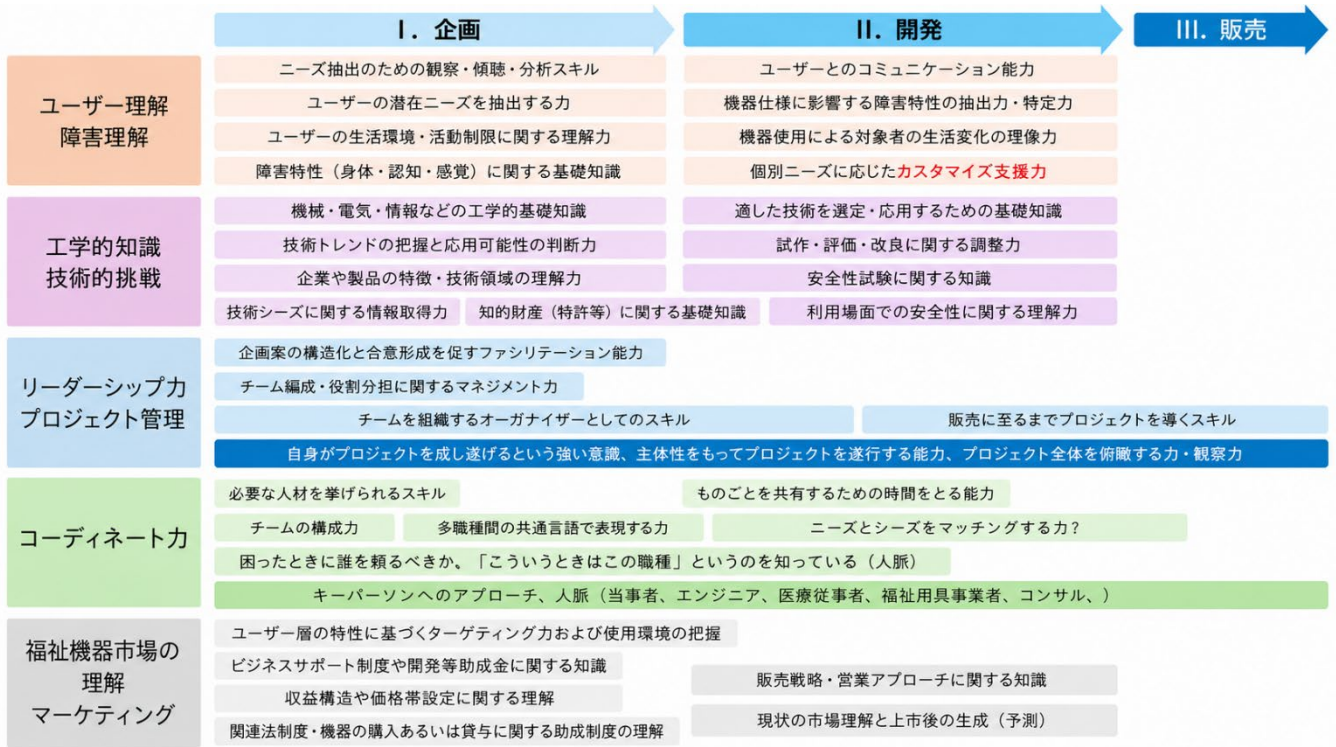 I. 企画
II. 開発
III. 販売
ユーザー理解
障害理解
ニーズ抽出のための観察・傾聴・分析スキル
ユーザーとのコミュニケーション能力
ユーザーの潜在ニーズを抽出する力
機器仕様に影響する障害特性の抽出力・特定力
ユーザーの生活環境・活動制限に関する理解力
機器使用による対象者の生活変化の理像力
障害特性（身体・認知・感覚）に関する基礎知識
個別ニーズに応じたカスタマイズ支援力
工学的知識
技術的挑戦
機械・電気・情報などの工学的基礎知識
適した技術を選定・応用するための基礎知識
技術トレンドの把握と応用可能性の判断力
試作・評価・改良に関する調整力
企業や製品の特徴・技術領域の理解力
安全性試験に関する知識
技術シーズに関する情報取得力
知的財産（特許等）に関する基礎知識
利用場面での安全性に関する理解力
リーダーシップ力
プロジェクト管理
企画案の構造化と合意形成を促すファシリテーション能力
チーム編成・役割分担に関するマネジメント力
チームを組織するオーガナイザーとしてのスキル
販売に至るまでプロジェクトを導くスキル
自身がプロジェクトを成し遂げるという強い意識、主体性をもってプロジェクトを遂行する能力、プロジェクト全体を俯瞰する力・観察力
コーディネート力
必要な人材を挙げられるスキル
ものごとを共有するための時間をとる能力
チームの構成力
多職種間の共通言語で表現する力
ニーズとシーズをマッチングする力？
困ったときに誰を頼るべきか。「こういうときはこの職種」というのを知っている（人脈）
キーパーソンへのアプローチ、人脈（当事者、エンジニア、医療従事者、福祉用具事業者、コンサル、）
福祉機器市場の
理解
マーケティング
ユーザー層の特性に基づくターゲティング力および使用環境の把握
ビジネスサポート制度や開発等助成金に関する知識
販売戦略・営業アプローチに関する知識
収益構造や価格帯設定に関する理解
現状の市場理解と上市後の生成（予測）
関連法制度・機器の購入あるいは貸与に関する助成制度の理解